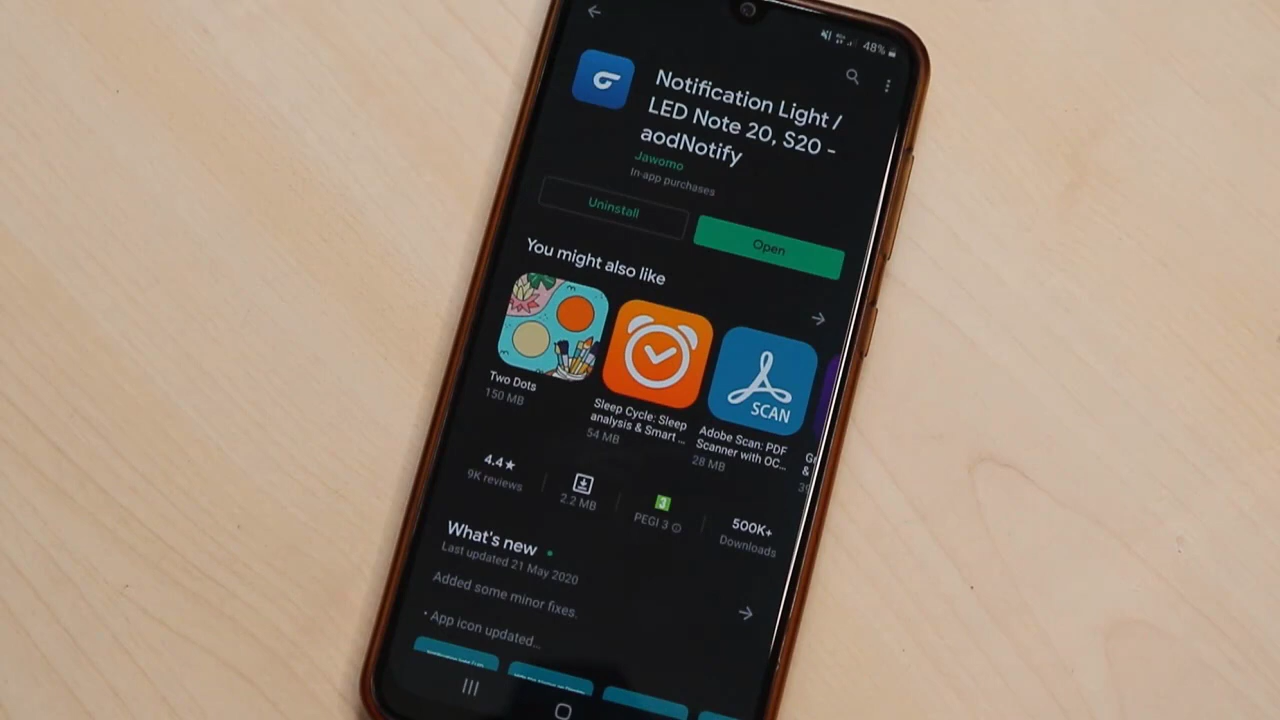 48%
Notification Light /
LED Note 20, S20 -
aodNotify
Jawomo
In-app purchases
Uninstall
Open
You might also like
SCAN
Two Dots
150 MB
Sleep Cycle: Sleep
analysis & Smart ...
54 MB
Adobe Scan: PDF
Scanner with OC...
28 MB
&
4.4★
9K reviews
2.2 MB
3
PEGI 3
500K+
Downloads
What's new
Last updated 21 May 2020
Added some minor fixes.
• App icon updated...